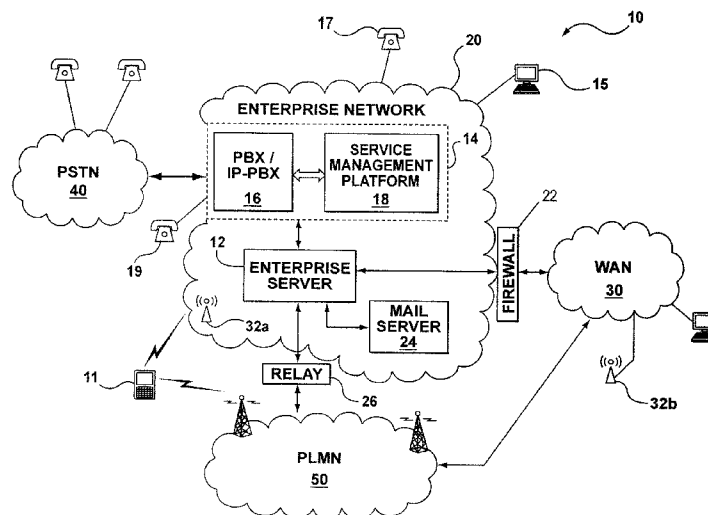 17
20
10
15
ENTERPRISE NETWORK
14
PBX /
IP-PBX
16
SERVICE
MANAGEMENT
PLATFORM
18
PSTN
40
19
12
ENTERPRISE
SERVER
22
FIREWALL
WAN
30
MAIL
SERVER
24
32a
11
RELAY
26
32b
PLMN
50